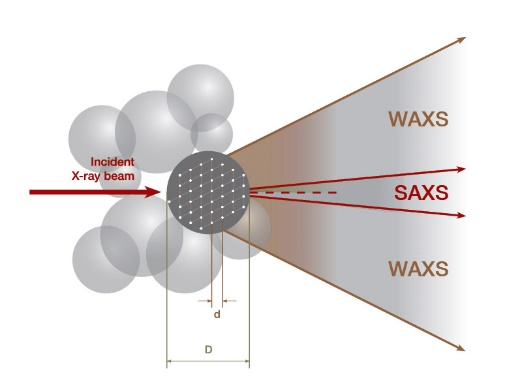 WAXS
Incident
X-ray beam
SAXS
WAXS
d
D